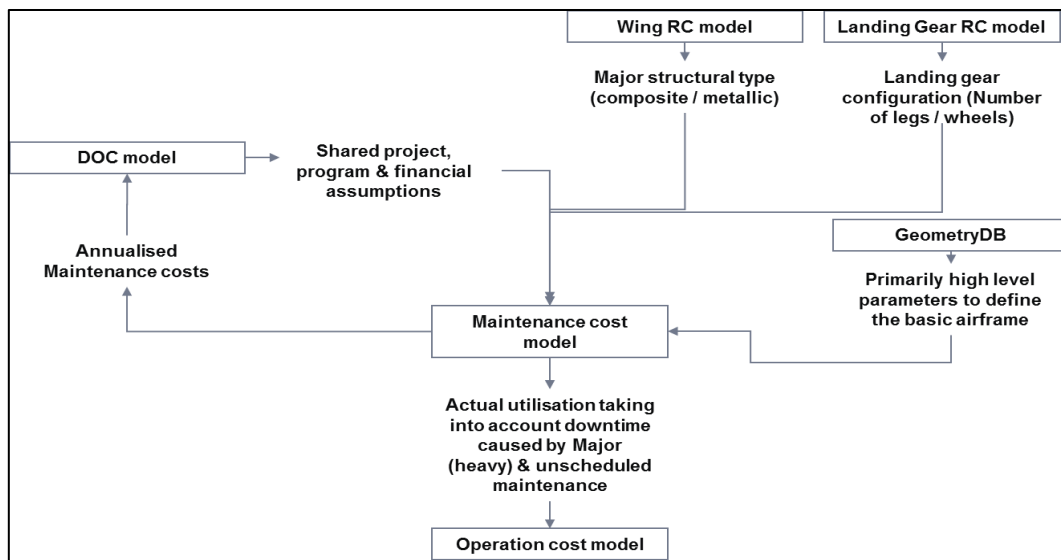 Wing RC model
Landing Gear RC model
Major structural type
(composite / metallic)
Landing gear
configuration (Number
of legs / wheels)
DOC model
Shared project,
program & financial
assumptions
GeometryDB
Annualised
Maintenance costs
Primarily high level
parameters to define
the basic airframe
Maintenance cost
model
Actual utilisation taking
into account downtime
caused by Major
(heavy) & unscheduled
maintenance
Operation cost model